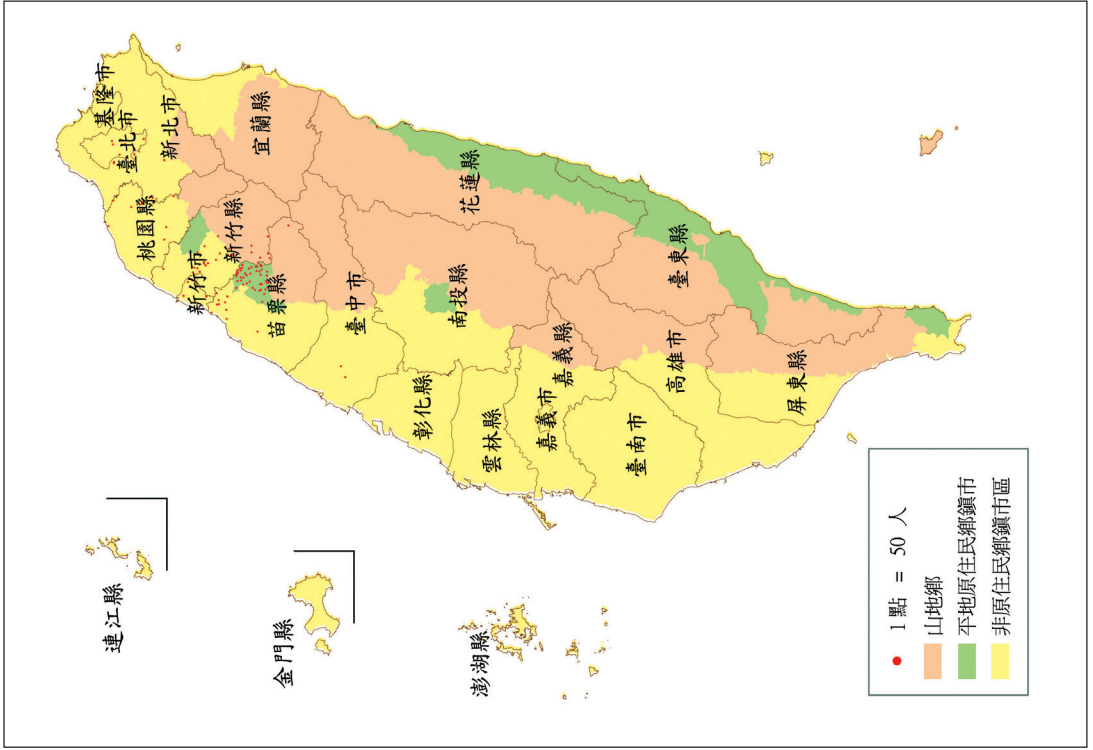 基隆市
臺北市
新北市
桃園縣
新竹縣
新竹市
宜蘭縣
苗栗縣
臺中市
花蓮縣
南投縣
彰化縣
雲林縣
嘉義縣
嘉義市
臺南市
高雄市
臺東縣
屏東縣
連江縣
金門縣
澎湖縣
1 點 = 50 人
山地鄉
平地原住民鄉鎮市
非原住民鄉鎮市區